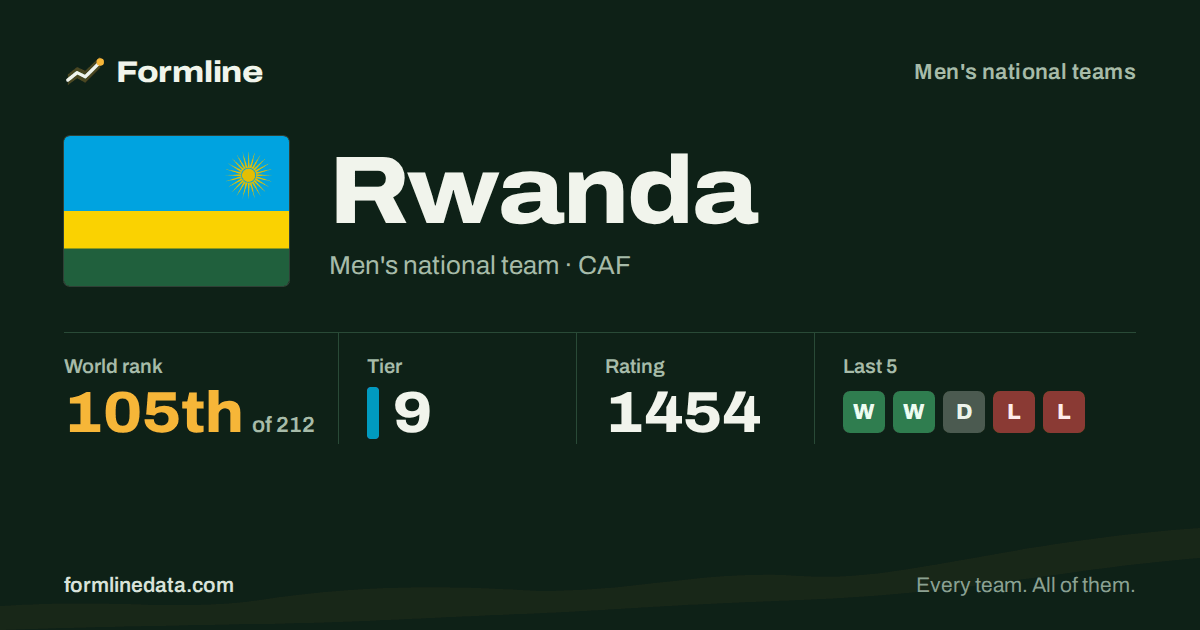 Formline
Men's national teams
Rwanda
Men's national team · CAF
World rank
105th of 212
Tier
9
Rating
1454
Last 5
W W D L L
formlinedata.com
Every team. All of them.